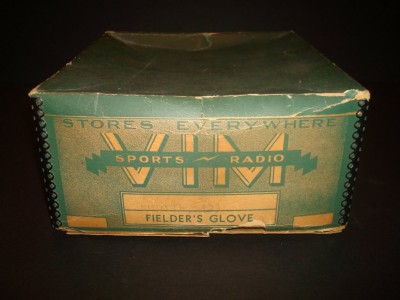 STORES EVERYWHERE
VIM
SPORTS RADIO
FIELDER'S GLOVE